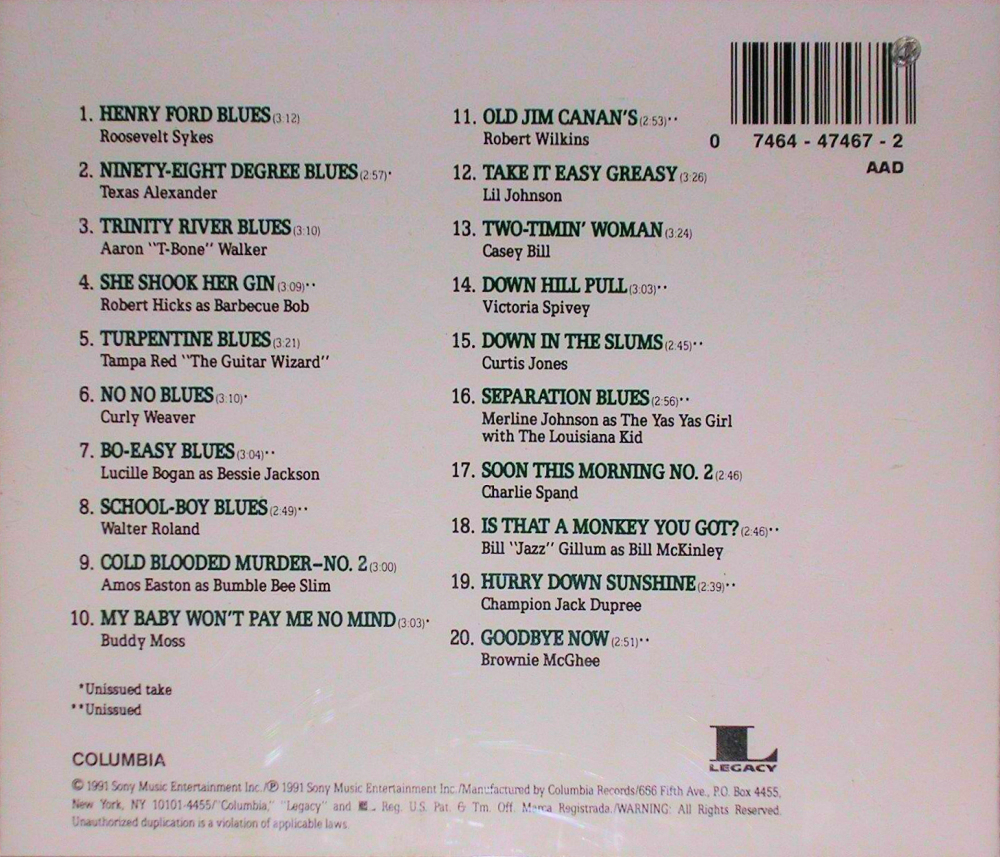 1. HENRY FORD BLUES (3:12)
Roosevelt Sykes
2. NINETY-EIGHT DEGREE BLUES (2:57)*
Texas Alexander
3. TRINITY RIVER BLUES (3:10)
Aaron "T-Bone" Walker
4. SHE SHOOK HER GIN (3:09)**
Robert Hicks as Barbecue Bob
5. TURPENTINE BLUES (3:21)
Tampa Red "The Guitar Wizard"
6. NO NO BLUES (3:10)*
Curly Weaver
7. BO-EASY BLUES (3:04)**
Lucille Bogan as Bessie Jackson
8. SCHOOL-BOY BLUES (2:49)**
Walter Roland
9. COLD BLOODED MURDER–NO. 2 (3:00)
Amos Easton as Bumble Bee Slim
10. MY BABY WON'T PAY ME NO MIND (3:03)*
Buddy Moss
*Unissued take
**Unissued
11. OLD JIM CANAN'S (2:53)**
Robert Wilkins
12. TAKE IT EASY GREASY (3:26)
Lil Johnson
13. TWO-TIMIN' WOMAN (3:24)
Casey Bill
14. DOWN HILL PULL (3:03)**
Victoria Spivey
15. DOWN IN THE SLUMS (2:45)**
Curtis Jones
16. SEPARATION BLUES (2:56)**
Merline Johnson as The Yas Yas Girl
with The Louisiana Kid
17. SOON THIS MORNING NO. 2 (2:46)
Charlie Spand
18. IS THAT A MONKEY YOU GOT? (2:46)**
Bill "Jazz" Gillum as Bill McKinley
19. HURRY DOWN SUNSHINE (2:39)**
Champion Jack Dupree
20. GOODBYE NOW (2:51)**
Brownie McGhee
0 7464 - 47467 - 2
AAD
L
LEGACY
COLUMBIA
© 1991 Sony Music Entertainment Inc./℗ 1991 Sony Music Entertainment Inc./Manufactured by Columbia Records/666 Fifth Ave., P.O. Box 4455,
New York, NY 10101-4455/"Columbia," "Legacy" and L Reg. U.S. Pat. & Tm. Off. Marca Registrada./WARNING: All Rights Reserved.
Unauthorized duplication is a violation of applicable laws.